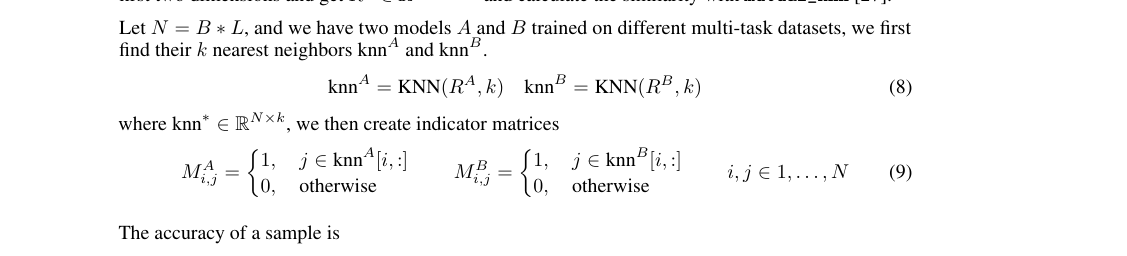 Let N = B ∗ L, and we have two models A and B trained on different multi-task datasets, we first
find their k nearest neighbors knn^A and knn^B.
knn^A = KNN(R^A, k) knn^B = KNN(R^B, k) (8)
where knn^* ∈ ℝ^{N×k}, we then create indicator matrices
M^A_{i,j} = {1, j ∈ knn^A[i,:] 0, otherwise M^B_{i,j} = {1, j ∈ knn^B[i,:] 0, otherwise i, j ∈ 1, . . . , N (9)
The accuracy of a sample is